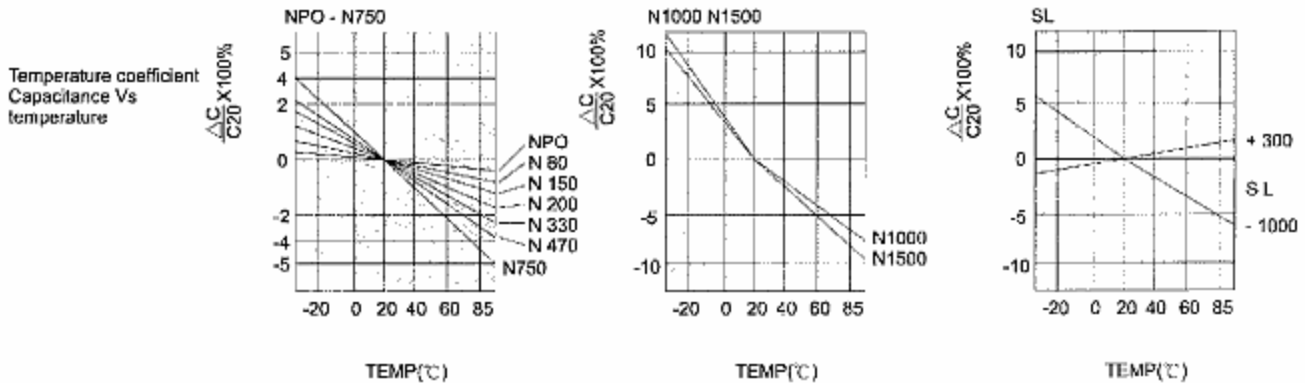 Temperature coefficient
Capacitance Vs
temperature
NPO - N750
△C
C20 X100%
5
4
2
0
-2
-4
-5
-20 0 20 40 60 85
TEMP(℃)
NPO
N 80
N 150
N 200
N 330
N 470
N750
N1000 N1500
△C
C20 X100%
10
5
0
-5
-10
-20 0 20 40 60 85
TEMP(℃)
N1000
N1500
SL
△C
C20 X100%
10
5
0
-5
-10
-20 0 20 40 60 85
TEMP(℃)
+ 300
S L
- 1000